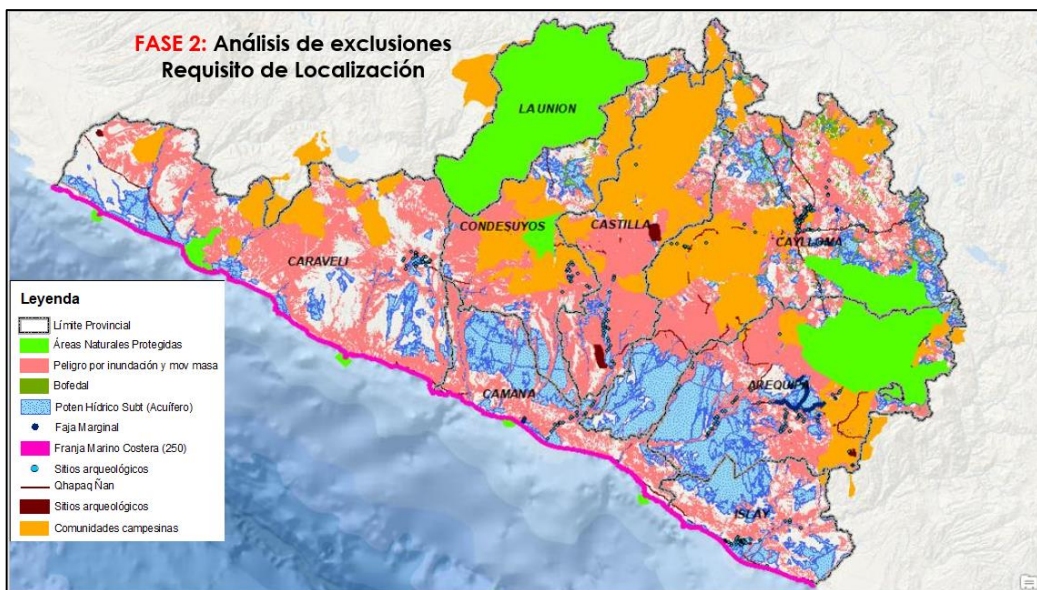 FASE 2: Análisis de exclusiones
Requisito de Localización
LA UNION
CONDESUYOS
CASTILLA
CAYLLOMA
CARAVELI
CAMANA
AREQUIPA
ISLAY
Leyenda
Límite Provincial
Áreas Naturales Protegidas
Peligro por inundación y mov masa
Bofedal
Poten Hídrico Subt (Acuífero)
Faja Marginal
Franja Marino Costera (250)
Sitios arqueológicos
Qhapaq Ñan
Sitios arqueológicos
Comunidades campesinas